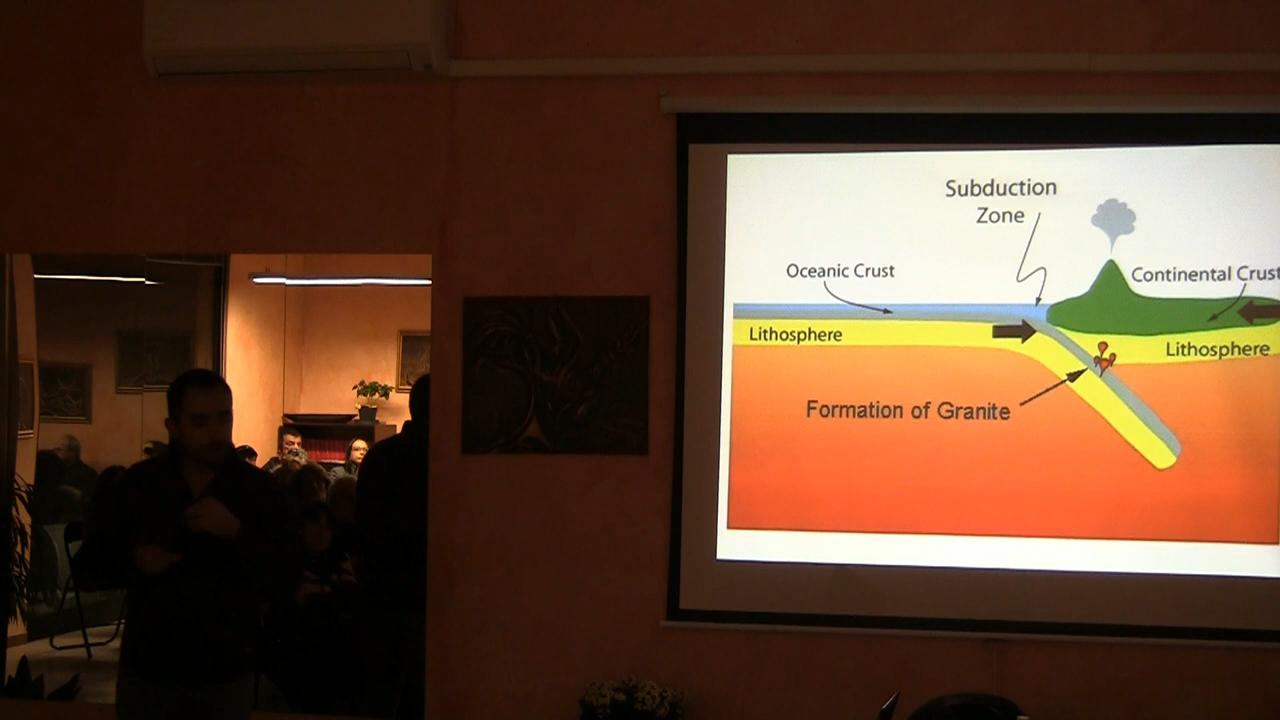 Subduction
Zone
Oceanic Crust
Continental Crust
Lithosphere
Lithosphere
Formation of Granite